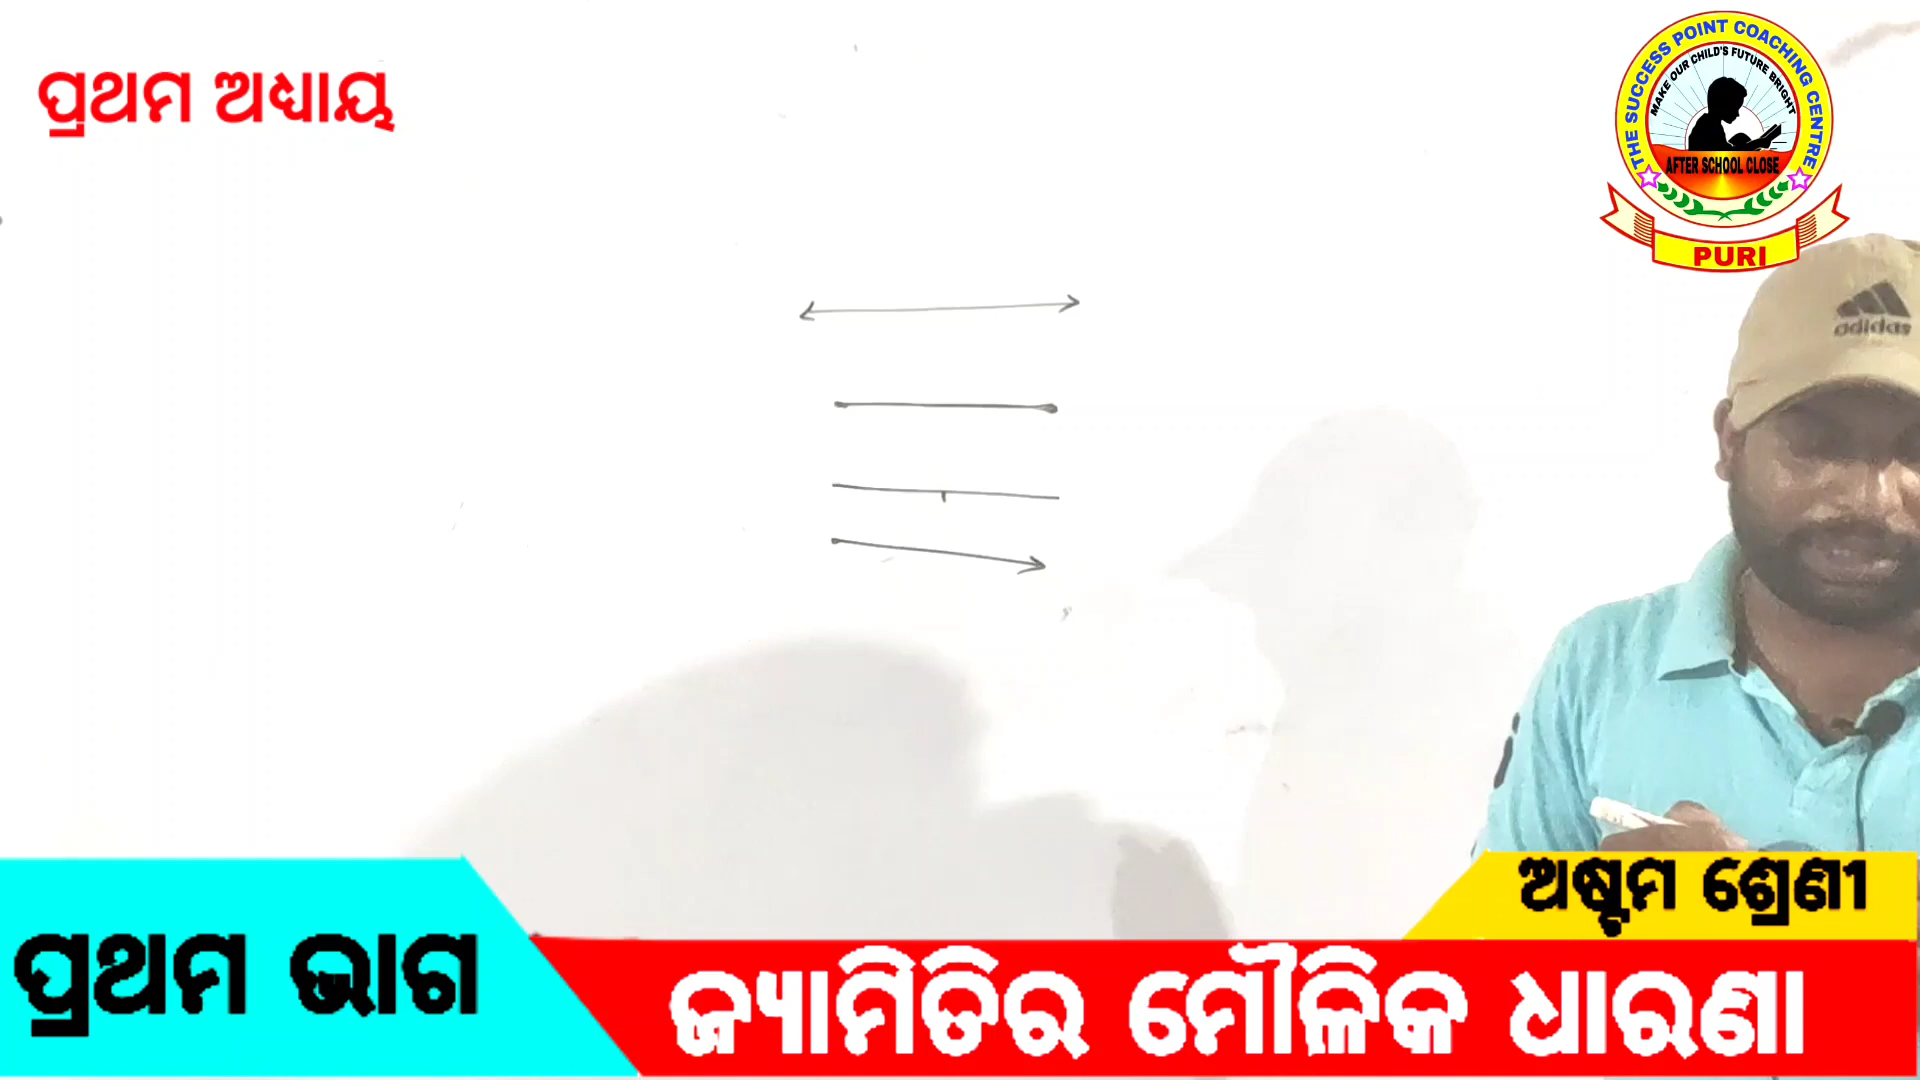 ପ୍ରଥମ ଅଧ୍ୟାୟ
THE SUCCESS POINT COACHING CENTRE
MAKE OUR CHILD'S FUTURE BRIGHT
AFTER SCHOOL CLOSE
PURI
adidas
ଅଷ୍ଟମ ଶ୍ରେଣୀ
ପ୍ରଥମ ଭାଗ
ଜ୍ୟାମିତିର ମୌଳିକ ଧାରଣା